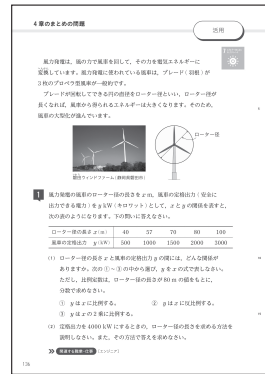 4章のまとめの問題
活用
風力発電は、風の力で風車を回して、その力を電気エネルギーに
変換しています。風力発電に使われている風車は、ブレード(羽根)が
3枚のプロペラ型風車が一般的です。
ブレードが回転してできる円の直径をローター径といい、ローター径が
長くなれば、風車から得られるエネルギーは大きくなります。そのため、
風車の大型化が進んでいます。
ローター径
1 風力発電の風車のローター径の長さを x m、風車の定格出力(安全に
出力できる電力)を y kW(キロワット)として、x と y の関係を表すと、
次の表のようになります。下の問いに答えなさい。
ローター径の長さ x (m) 40 57 70 80 100
風車の定格出力 y (kW) 500 1000 1500 2000 3000
(1) ローター径の長さ x と風車の定格出力 y の間には、どんな関係が
ありますか。次の①~③の中から選び、y を x の式で表しなさい。
ただし、比例定数は、ローター径の長さが 80 m の値をもとに、
分数で求めなさい。
① y は x に比例する。 ② y は x に反比例する。
③ y は x の 2 乗に比例する。
(2) 定格出力を 4000 kW にするときの、ローター径の長さを求める方法を
説明しなさい。また、その方法で答えを求めなさい。
関連する職業・仕事 [エンジニア]
136